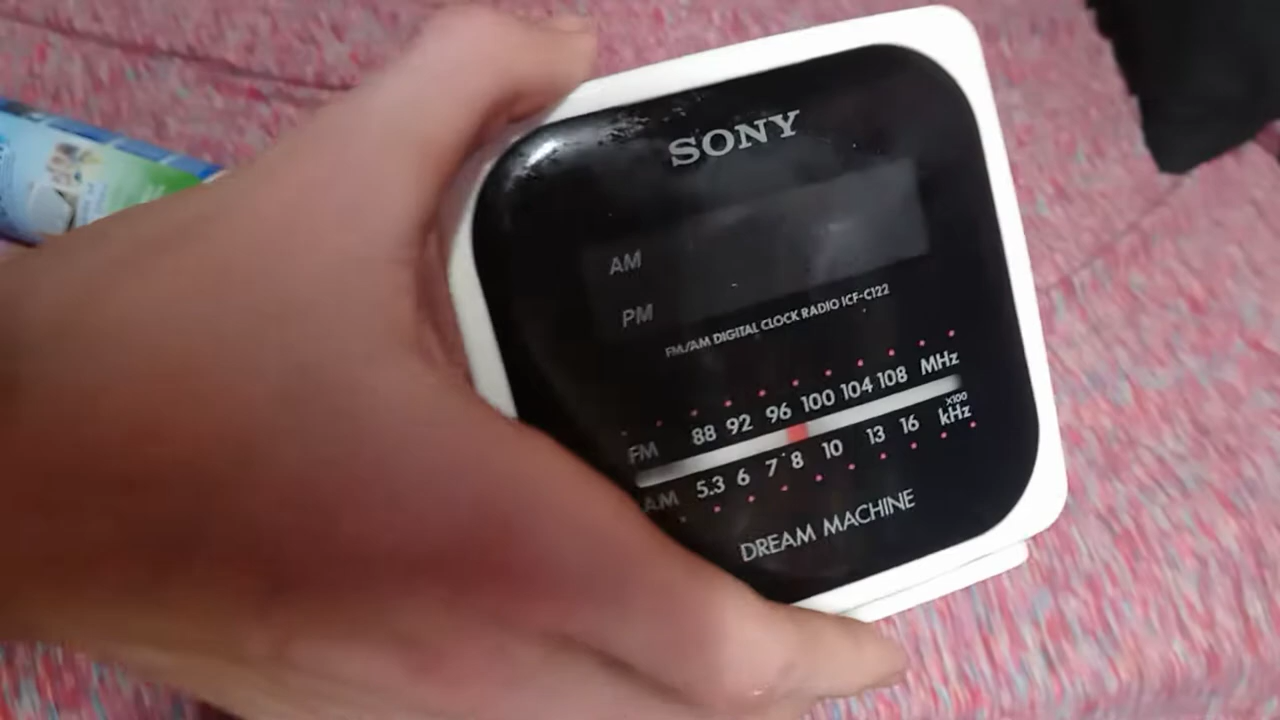 SONY
AM
PM
FM/AM DIGITAL CLOCK RADIO ICF-C122
88 92 96 100 104 108 MHz
FM
x100
AM 5.3 6 7 8 10 13 16 kHz
DREAM MACHINE